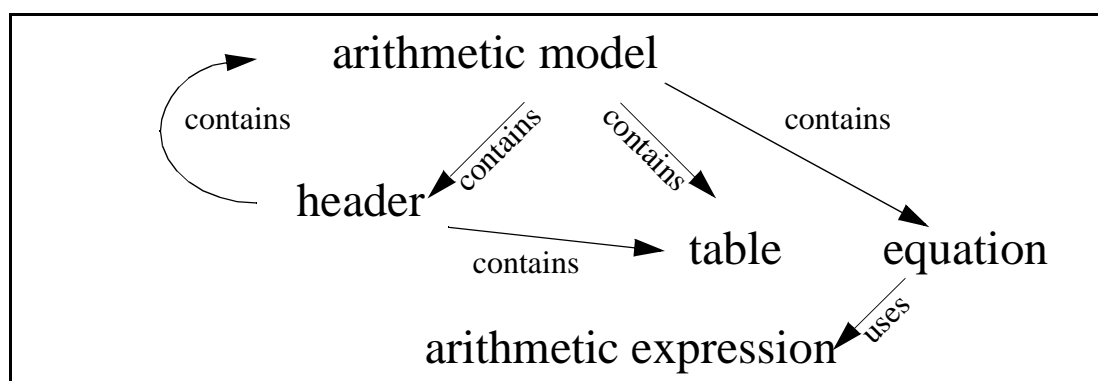 arithmetic model
contains
contains
contains
contains
header
contains
table
equation
uses
arithmetic expression